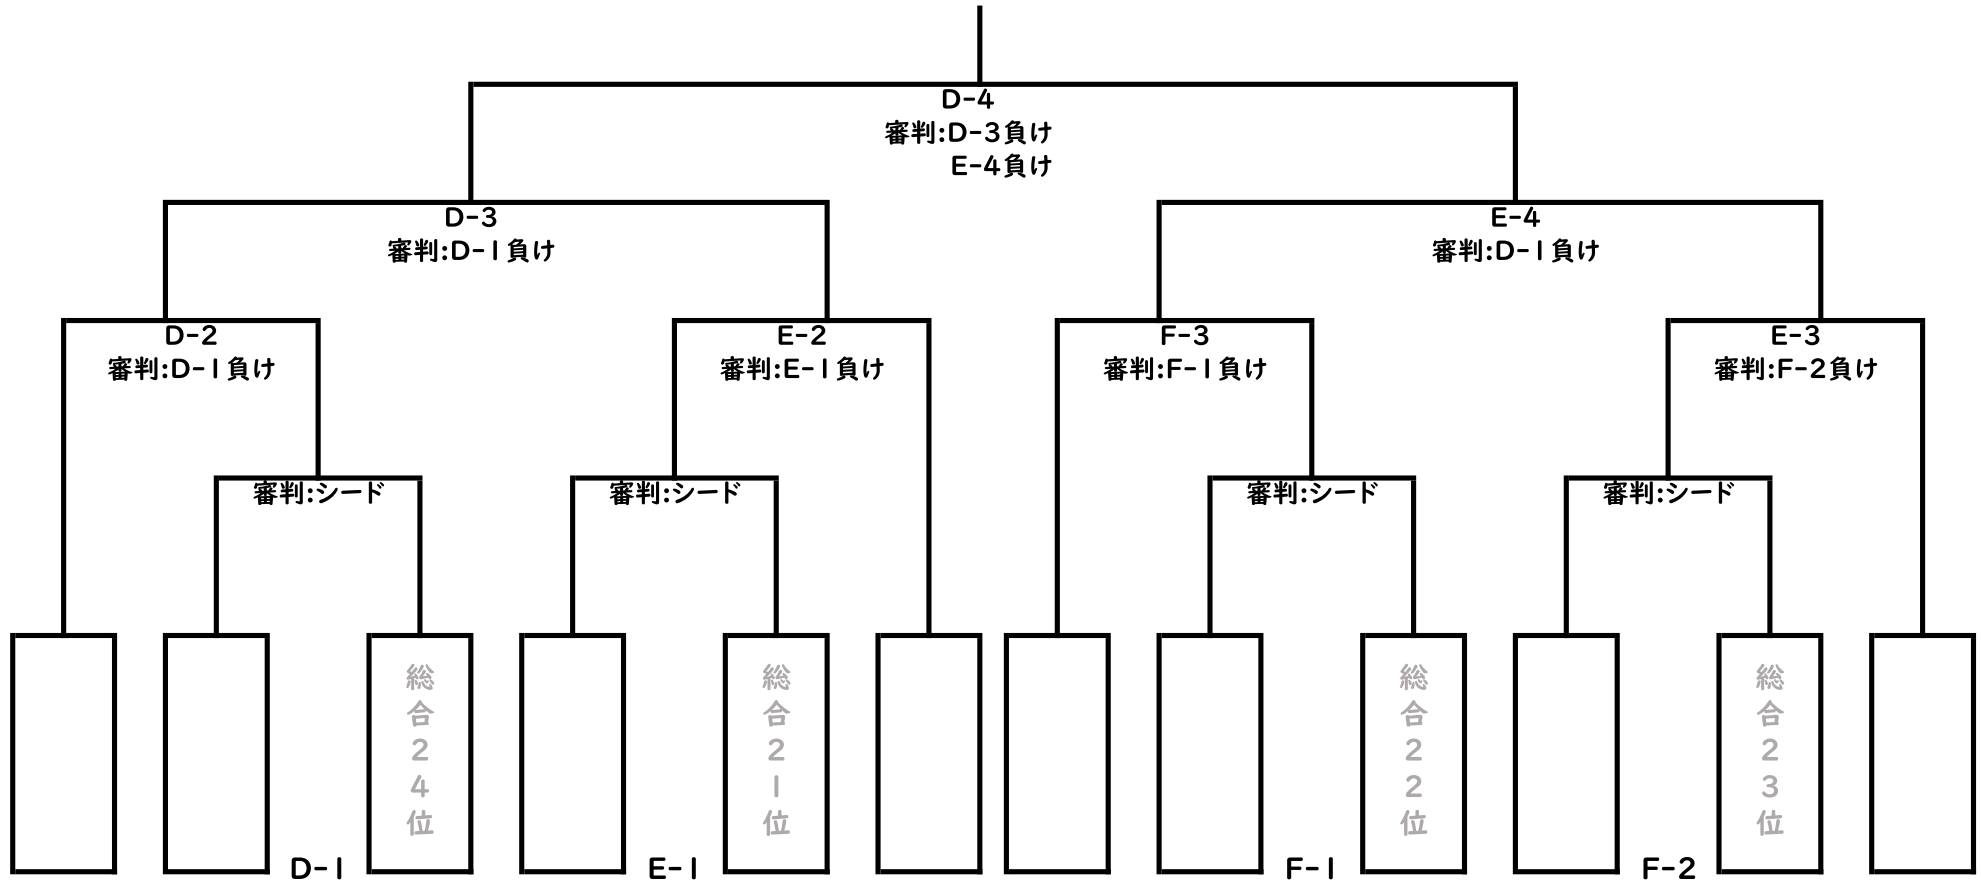 D-4
審判:D-3負け
E-4負け
D-3
審判:D-1負け
E-4
審判:D-1負け
D-2
審判:D-1負け
E-2
審判:E-1負け
F-3
審判:F-1負け
E-3
審判:F-2負け
審判:シード
審判:シード
審判:シード
審判:シード
総合24位
総合21位
総合22位
総合23位
D-1
E-1
F-1
F-2